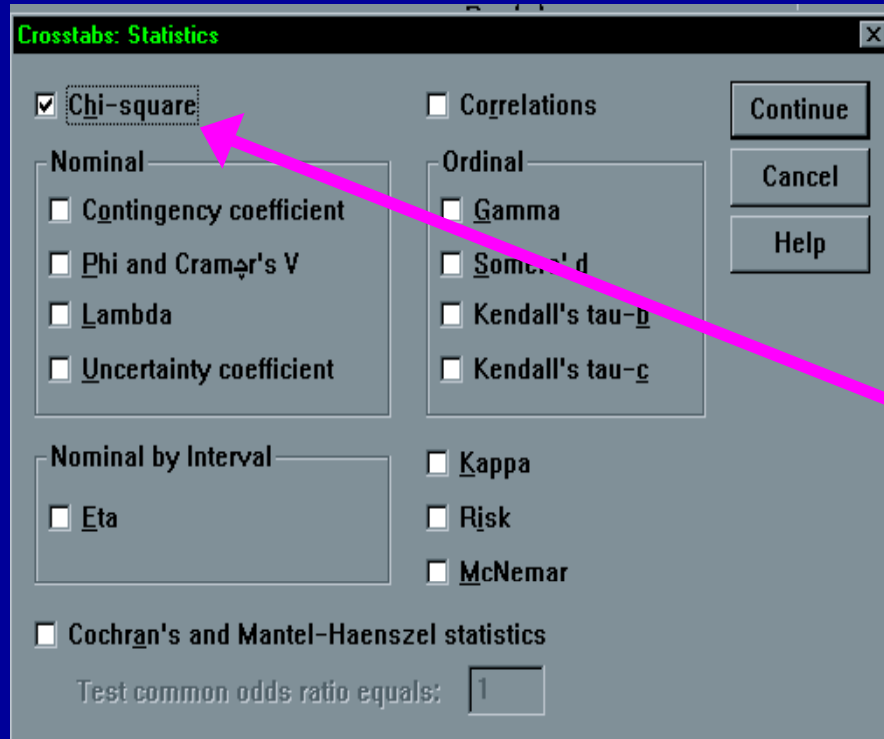 Crosstabs: Statistics
Chi-square
Correlations
Continue
Cancel
Help
Nominal
Contingency coefficient
Phi and Cramer's V
Lambda
Uncertainty coefficient
Ordinal
Gamma
Somers' d
Kendall's tau-b
Kendall's tau-c
Nominal by Interval
Eta
Kappa
Risk
McNemar
Cochran's and Mantel-Haenszel statistics
Test common odds ratio equals: 1